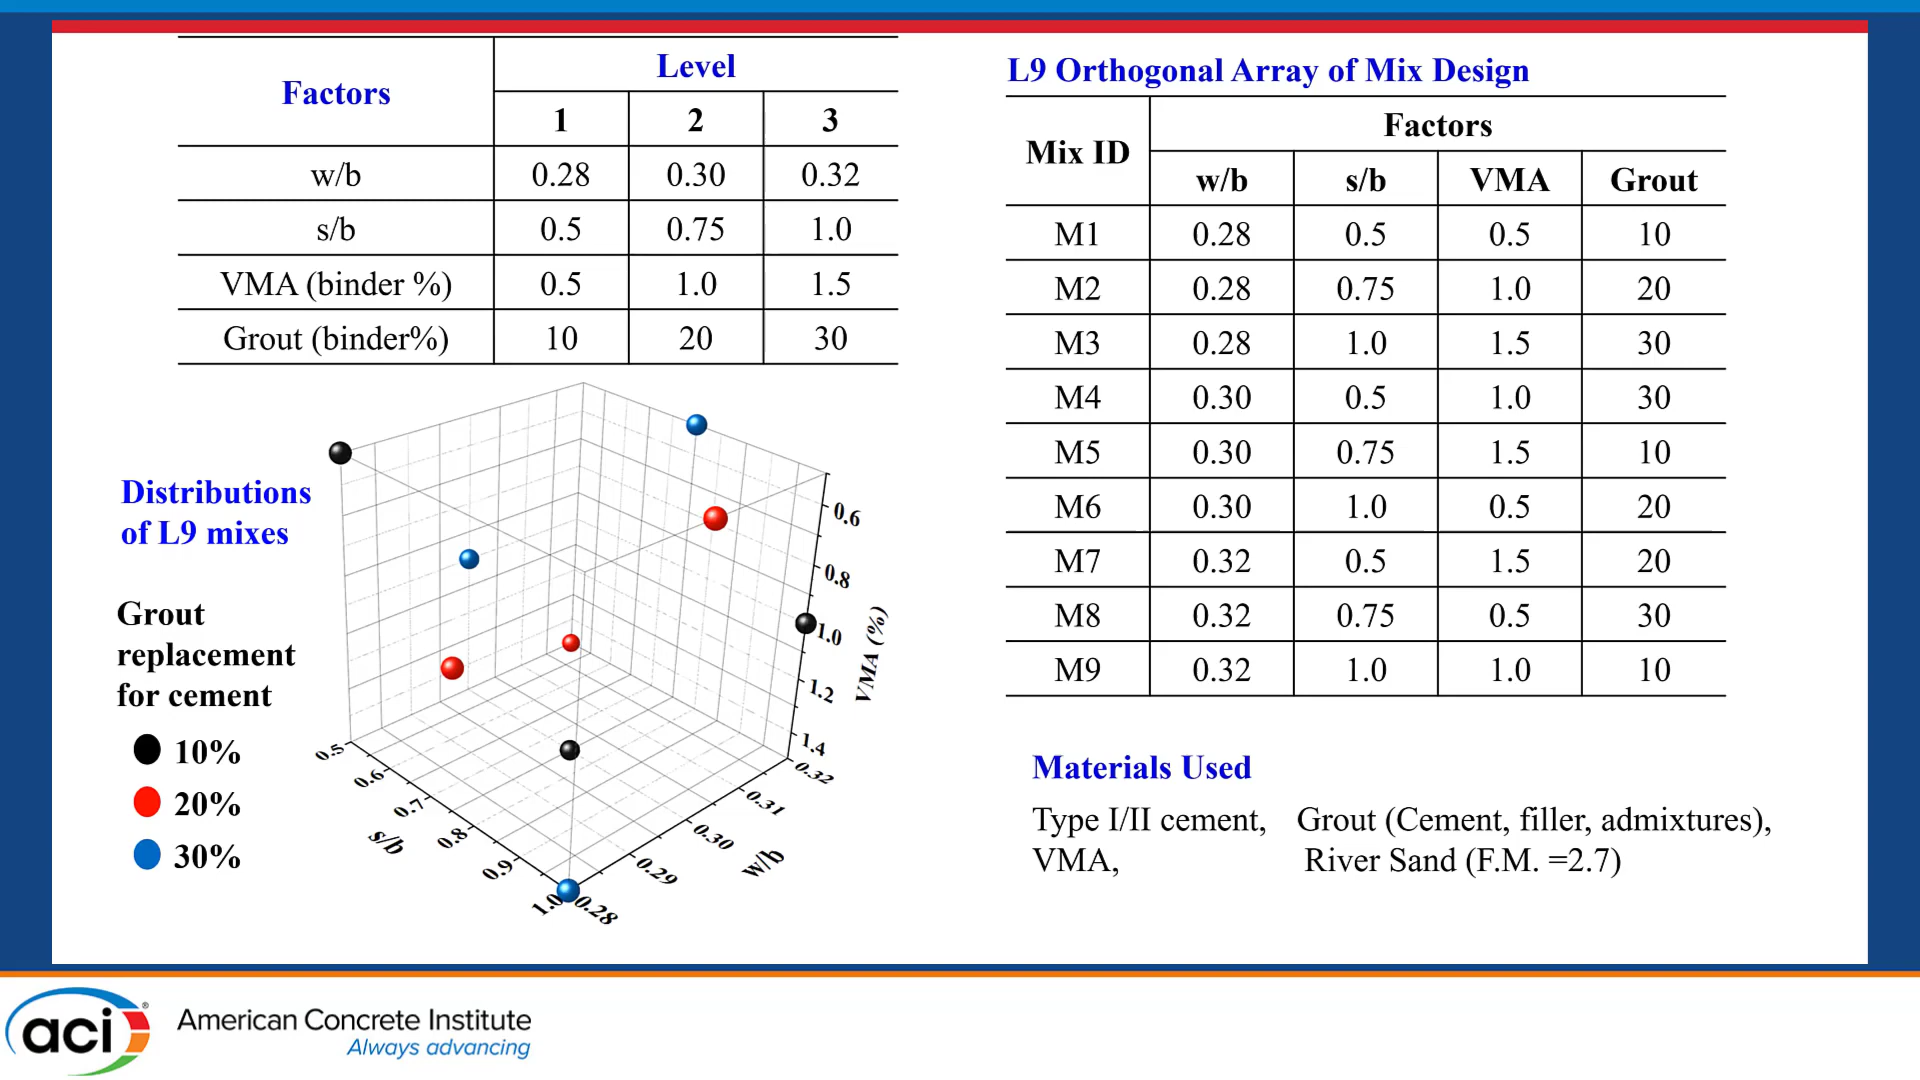 Factors
Level
1 2 3
w/b 0.28 0.30 0.32
s/b 0.5 0.75 1.0
VMA (binder %) 0.5 1.0 1.5
Grout (binder%) 10 20 30
Distributions
of L9 mixes
Grout
replacement
for cement
10%
20%
30%
0.6
0.8
1.0
1.2
1.4
VMA (%)
0.5
0.6
0.7
0.8
0.9
1.0
s/b
0.28
0.29
0.30
0.31
0.32
w/b
L9 Orthogonal Array of Mix Design
Mix ID
Factors
w/b s/b VMA Grout
M1 0.28 0.5 0.5 10
M2 0.28 0.75 1.0 20
M3 0.28 1.0 1.5 30
M4 0.30 0.5 1.0 30
M5 0.30 0.75 1.5 10
M6 0.30 1.0 0.5 20
M7 0.32 0.5 1.5 20
M8 0.32 0.75 0.5 30
M9 0.32 1.0 1.0 10
Materials Used
Type I/II cement, Grout (Cement, filler, admixtures),
VMA, River Sand (F.M. =2.7)
aci®
American Concrete Institute
Always advancing